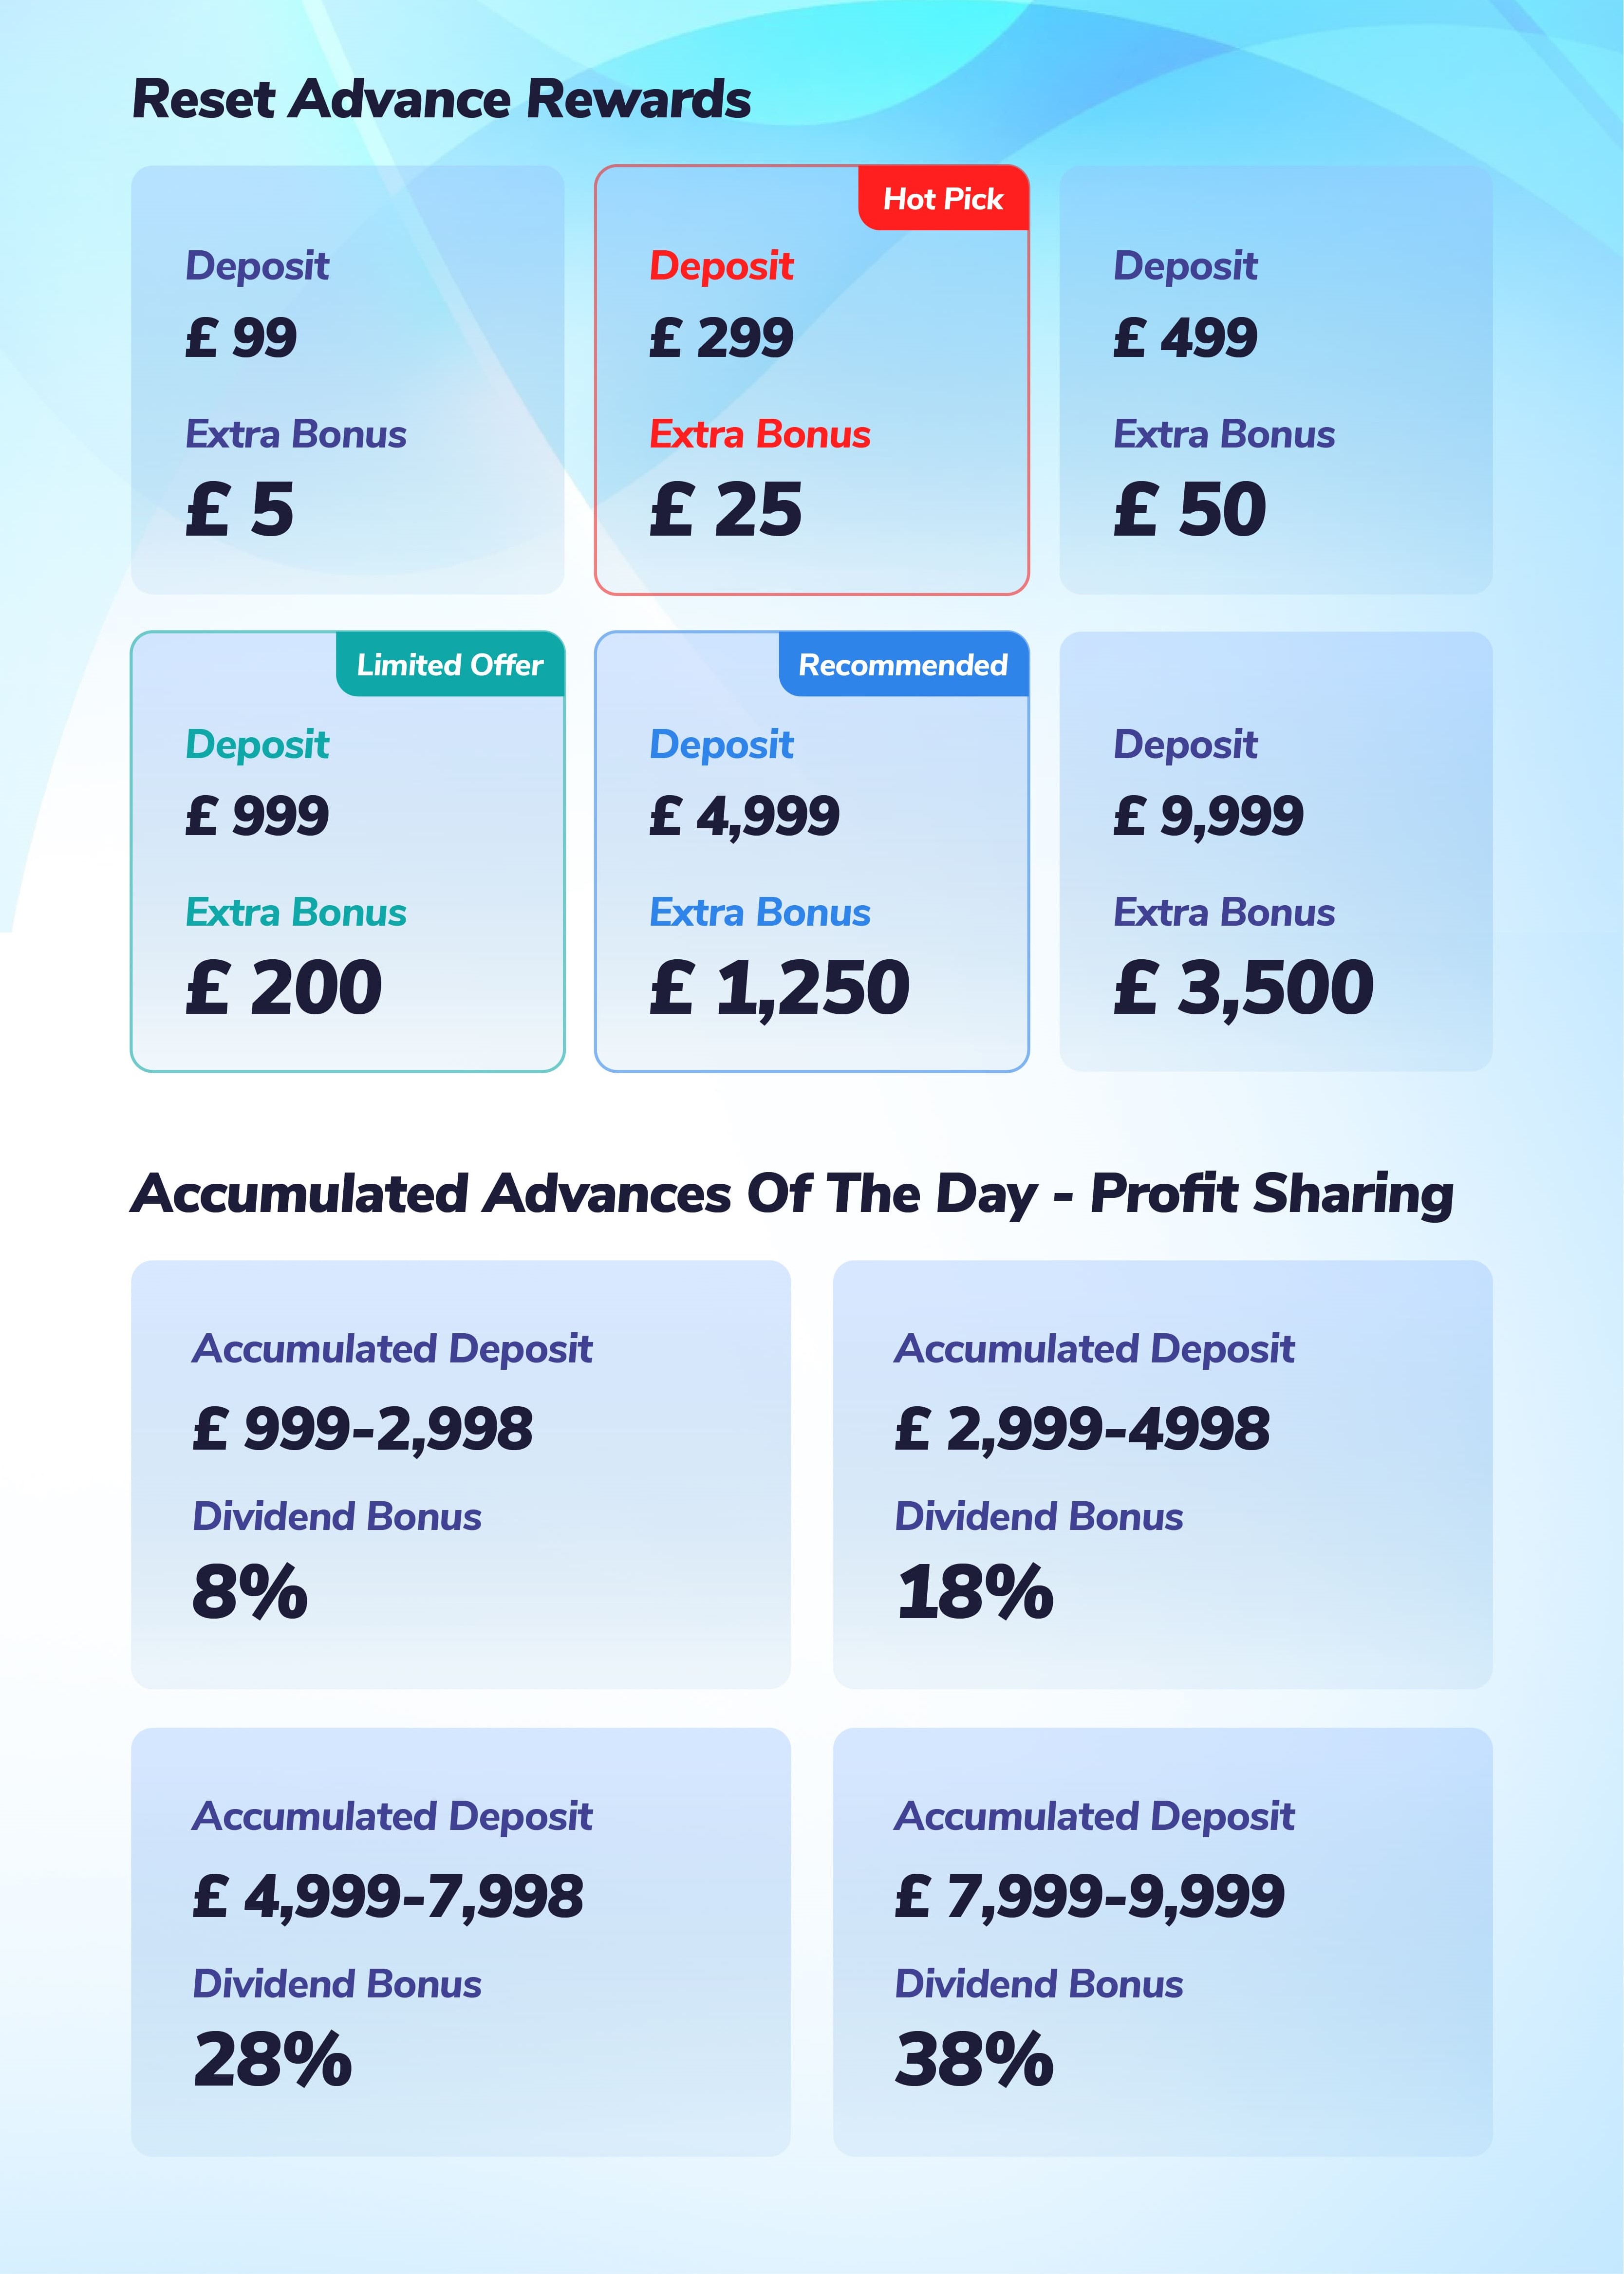 Reset Advance Rewards
Deposit
£ 99
Extra Bonus
£ 5
Hot Pick
Deposit
£ 299
Extra Bonus
£ 25
Deposit
£ 499
Extra Bonus
£ 50
Limited Offer
Deposit
£ 999
Extra Bonus
£ 200
Recommended
Deposit
£ 4,999
Extra Bonus
£ 1,250
Deposit
£ 9,999
Extra Bonus
£ 3,500
Accumulated Advances Of The Day - Profit Sharing
Accumulated Deposit
£ 999-2,998
Dividend Bonus
8%
Accumulated Deposit
£ 2,999-4998
Dividend Bonus
18%
Accumulated Deposit
£ 4,999-7,998
Dividend Bonus
28%
Accumulated Deposit
£ 7,999-9,999
Dividend Bonus
38%